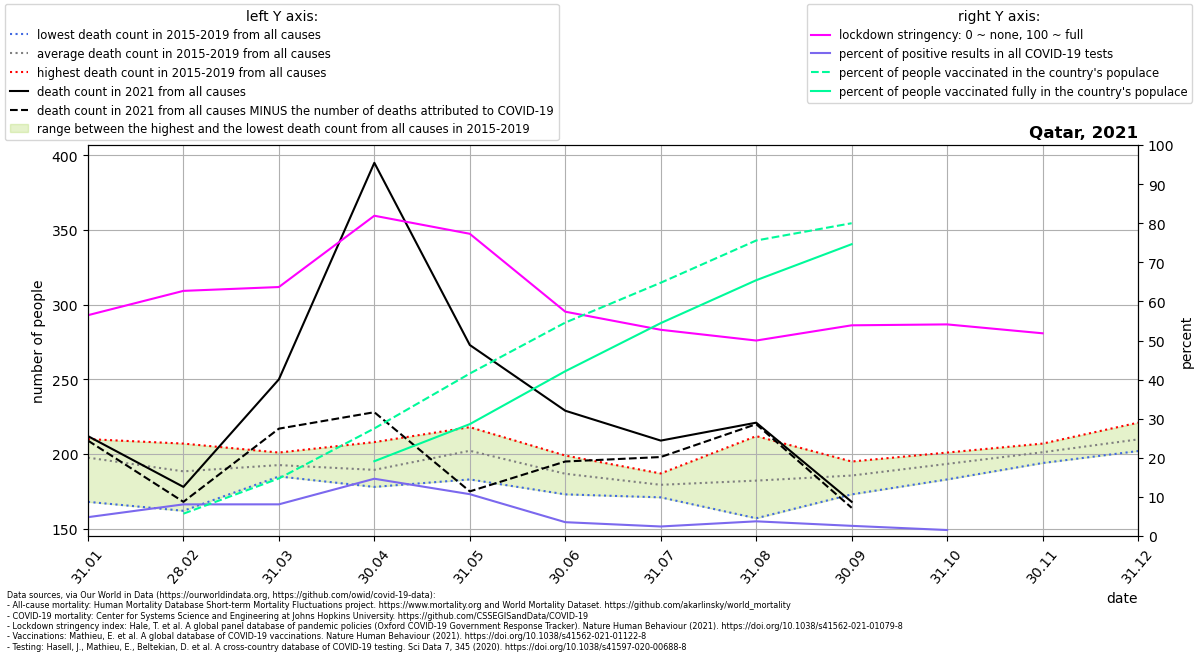 left Y axis:
lowest death count in 2015-2019 from all causes
average death count in 2015-2019 from all causes
highest death count in 2015-2019 from all causes
death count in 2021 from all causes
death count in 2021 from all causes MINUS the number of deaths attributed to COVID-19
range between the highest and the lowest death count from all causes in 2015-2019
right Y axis:
lockdown stringency: 0 ~ none, 100 ~ full
percent of positive results in all COVID-19 tests
percent of people vaccinated in the country's populace
percent of people vaccinated fully in the country's populace
Qatar, 2021
number of people
400
350
300
250
200
150
percent
100
90
80
70
60
50
40
30
20
10
0
31.01
28.02
31.03
30.04
31.05
30.06
31.07
31.08
30.09
31.10
30.11
31.12
date
Data sources, via Our World in Data (https://ourworldindata.org, https://github.com/owid/covid-19-data):
- All-cause mortality: Human Mortality Database Short-term Mortality Fluctuations project. https://www.mortality.org and World Mortality Dataset. https://github.com/akarlinsky/world_mortality
- COVID-19 mortality: Center for Systems Science and Engineering at Johns Hopkins University. https://github.com/CSSEGISandData/COVID-19
- Lockdown stringency index: Hale, T. et al. A global panel database of pandemic policies (Oxford COVID-19 Government Response Tracker). Nature Human Behaviour (2021). https://doi.org/10.1038/s41562-021-01079-8
- Vaccinations: Mathieu, E. et al. A global database of COVID-19 vaccinations. Nature Human Behaviour (2021). https://doi.org/10.1038/s41562-021-01122-8
- Testing: Hasell, J., Mathieu, E., Beltekian, D. et al. A cross-country database of COVID-19 testing. Sci Data 7, 345 (2020). https://doi.org/10.1038/s41597-020-00688-8